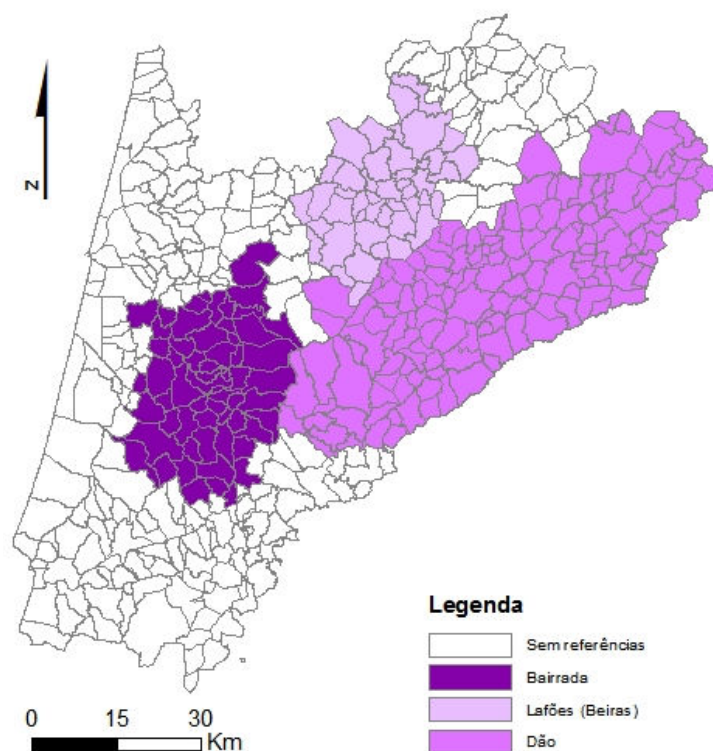 N
Legenda
Sem referências
Bairrada
Lafões (Beiras)
Dão
0 15 30
Km